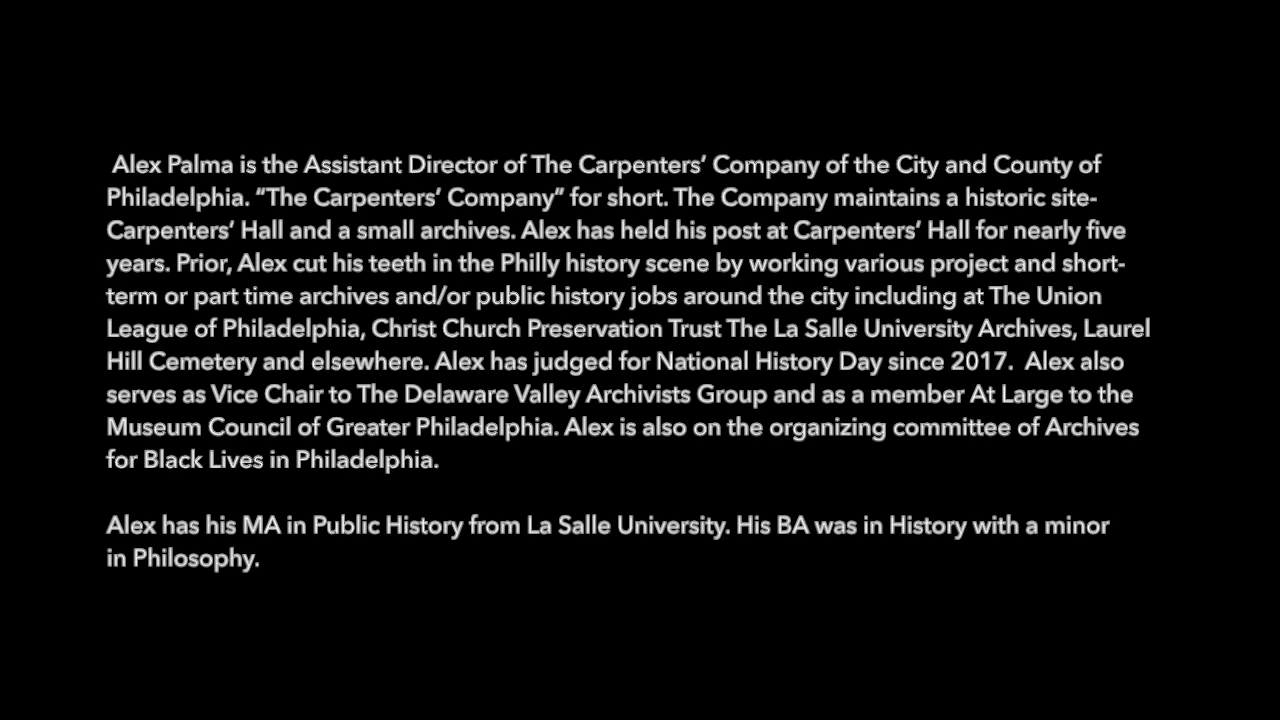 Alex Palma is the Assistant Director of The Carpenters’ Company of the City and County of
Philadelphia. “The Carpenters’ Company” for short. The Company maintains a historic site-
Carpenters’ Hall and a small archives. Alex has held his post at Carpenters’ Hall for nearly five
years. Prior, Alex cut his teeth in the Philly history scene by working various project and short-
term or part time archives and/or public history jobs around the city including at The Union
League of Philadelphia, Christ Church Preservation Trust The La Salle University Archives, Laurel
Hill Cemetery and elsewhere. Alex has judged for National History Day since 2017.  Alex also
serves as Vice Chair to The Delaware Valley Archivists Group and as a member At Large to the
Museum Council of Greater Philadelphia. Alex is also on the organizing committee of Archives
for Black Lives in Philadelphia.
Alex has his MA in Public History from La Salle University. His BA was in History with a minor
in Philosophy.